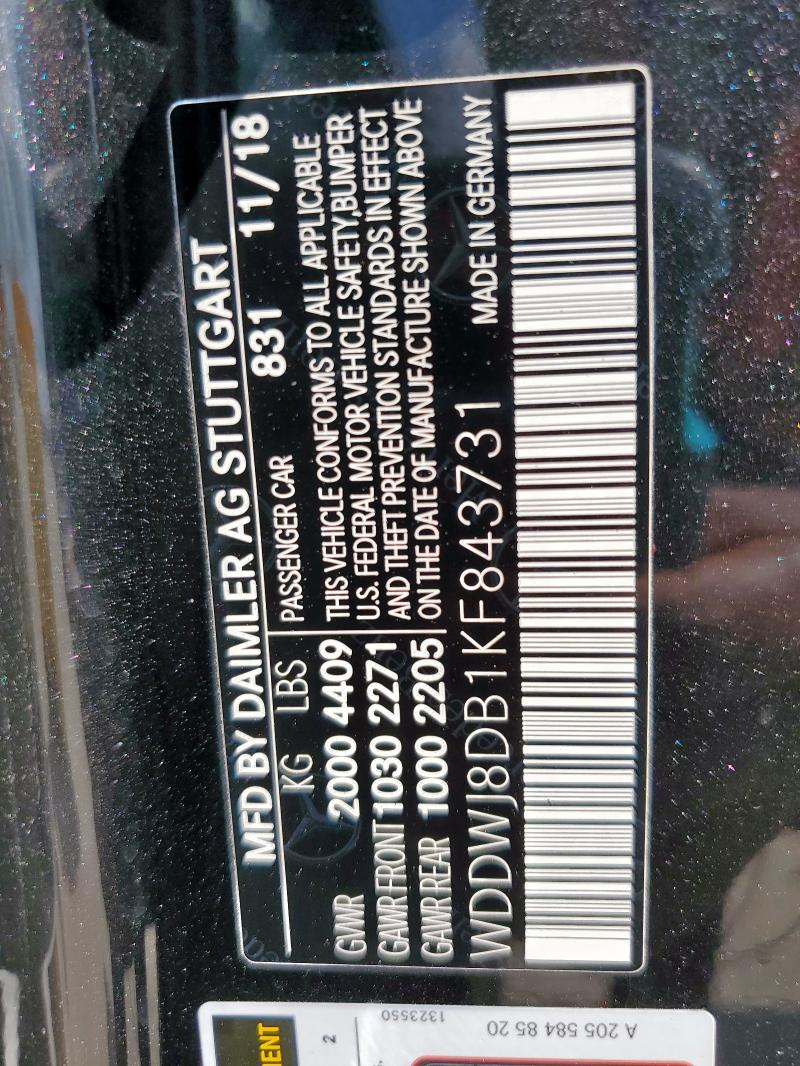 MFD BY DAIMLER AG STUTTGART
KG LBS
PASSENGER CAR 831 11/18
GVWR 2000 4409
GAWR FRONT 1030 2271
GAWR REAR 1000 2205
THIS VEHICLE CONFORMS TO ALL APPLICABLE
U.S. FEDERAL MOTOR VEHICLE SAFETY,BUMPER
AND THEFT PREVENTION STANDARDS IN EFFECT
ON THE DATE OF MANUFACTURE SHOWN ABOVE
WDDWJ8DB1KF843731 MADE IN GERMANY
2
A 205 584 85 20
1323550